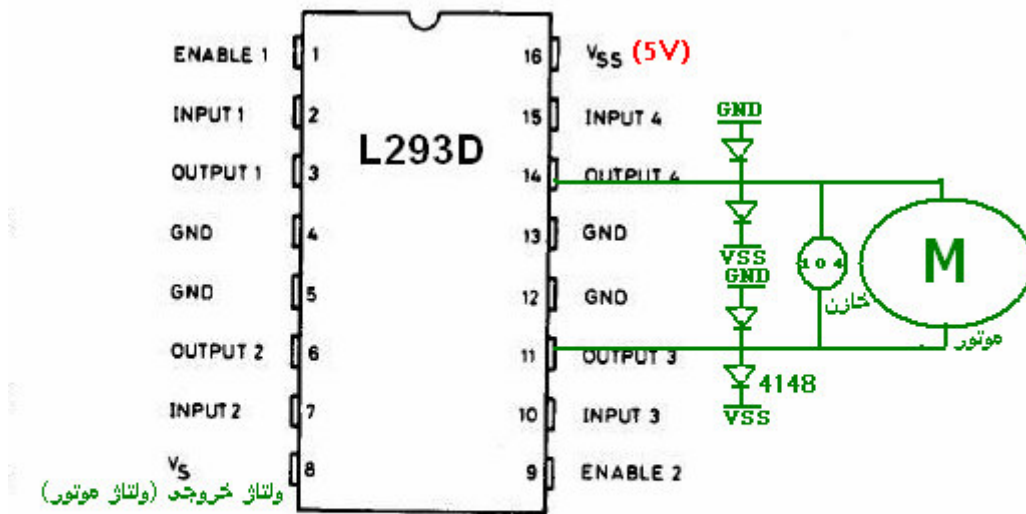 ENABLE 1 1 16 VSS (5V)
INPUT 1 2 15 INPUT 4
L293D
OUTPUT 1 3 14 OUTPUT 4
GND 4 13 GND
GND 5 12 GND
OUTPUT 2 6 11 OUTPUT 3
INPUT 2 7 10 INPUT 3
VS 8 9 ENABLE 2
ولتاژ خروجی (ولتاژ موتور)
GND
VSS
GND
4148
VSS
104
خازن
M
موتور